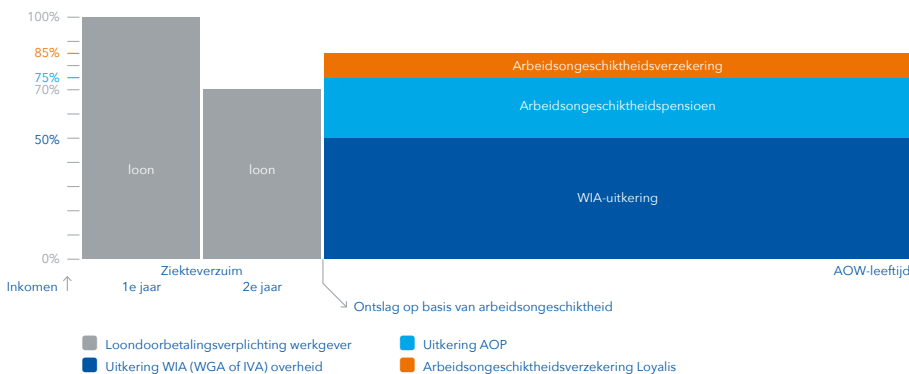 100%
85%
75%
70%
50%
0%
Arbeidsongeschiktheidsverzekering
Arbeidsongeschiktheidspensioen
WIA-uitkering
loon
loon
Ziekteverzuim
AOW-leeftijd
Inkomen
1e jaar
2e jaar
Ontslag op basis van arbeidsongeschiktheid
Loondoorbetalingsverplichting werkgever
Uitkering AOP
Uitkering WIA (WGA of IVA) overheid
Arbeidsongeschiktheidsverzekering Loyalis